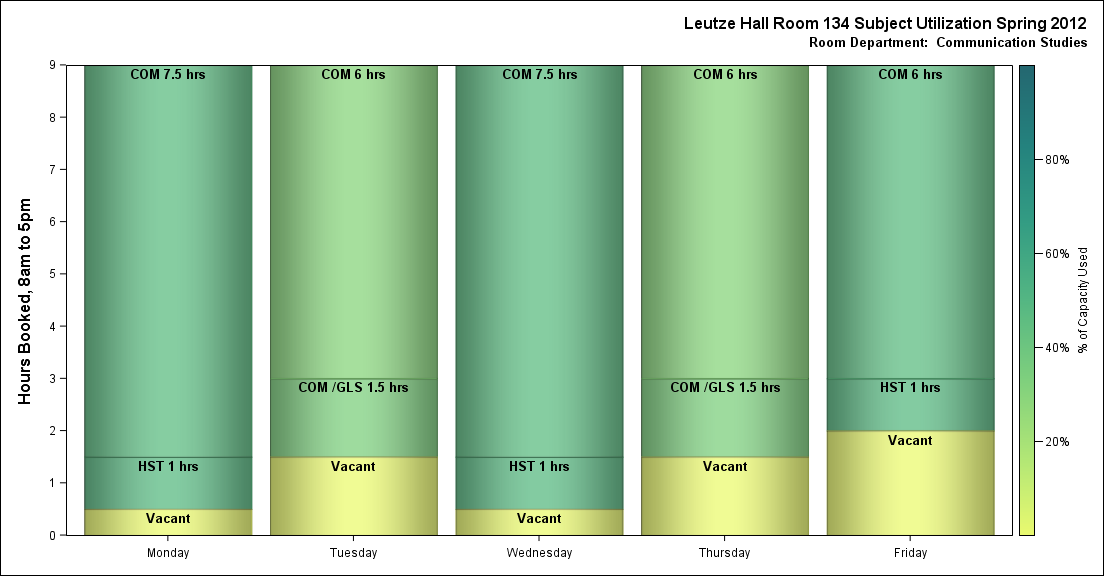 Leutze Hall Room 134 Subject Utilization Spring 2012
Room Department:  Communication Studies
Hours Booked, 8am to 5pm
9
8
7
6
5
4
3
2
1
0
COM 7.5 hrs
HST 1 hrs
Vacant
COM 6 hrs
COM /GLS 1.5 hrs
Vacant
COM 7.5 hrs
HST 1 hrs
Vacant
COM 6 hrs
COM /GLS 1.5 hrs
Vacant
COM 6 hrs
HST 1 hrs
Vacant
Monday
Tuesday
Wednesday
Thursday
Friday
80%
60%
40%
20%
% of Capacity Used